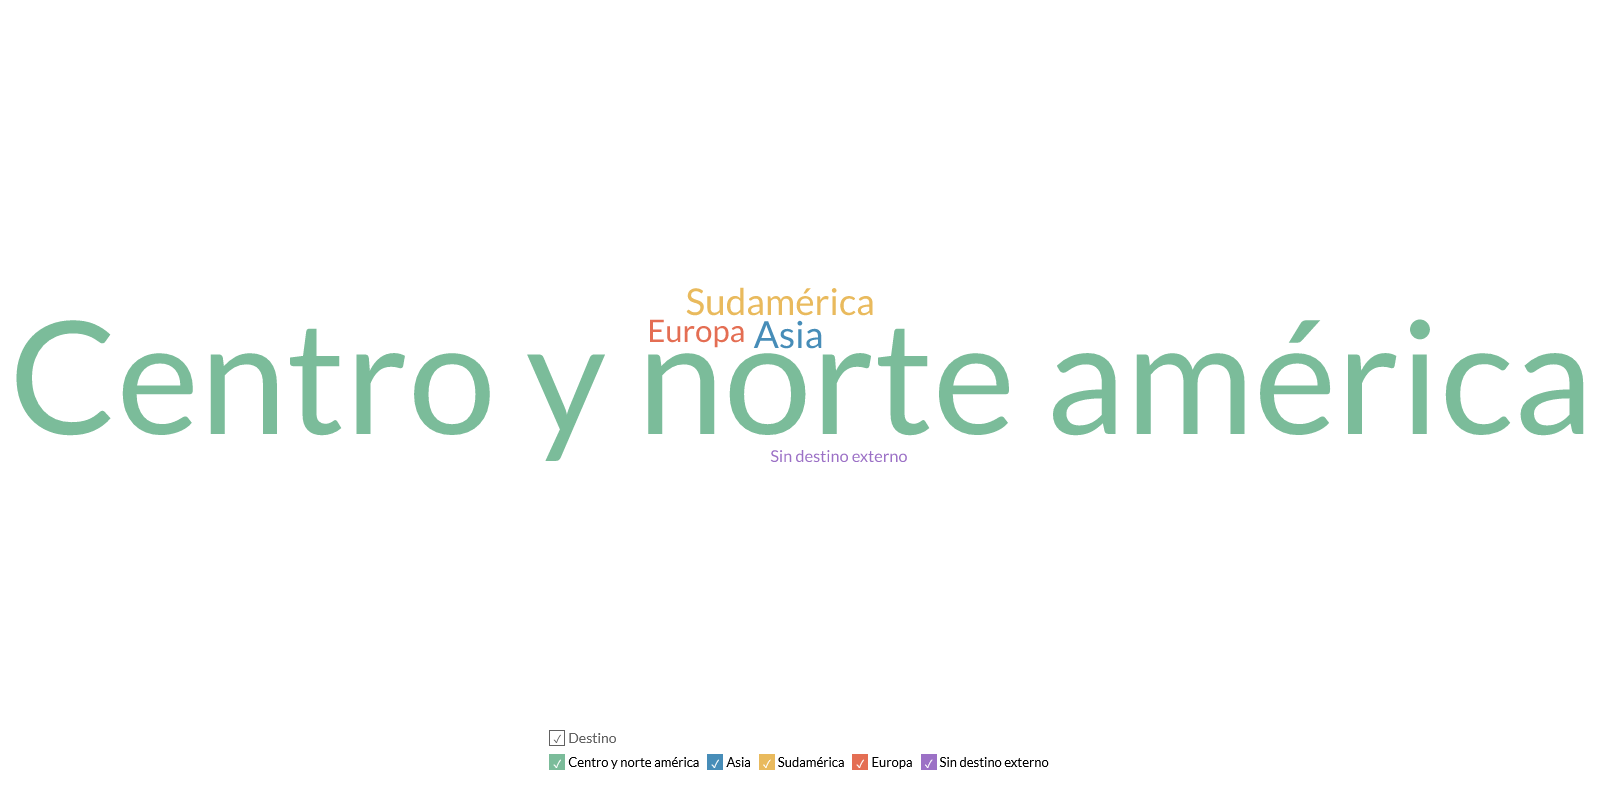 Sudamérica
Europa Asia
Centro y norte américa
Sin destino externo
Destino
Centro y norte américa Asia Sudamérica Europa Sin destino externo